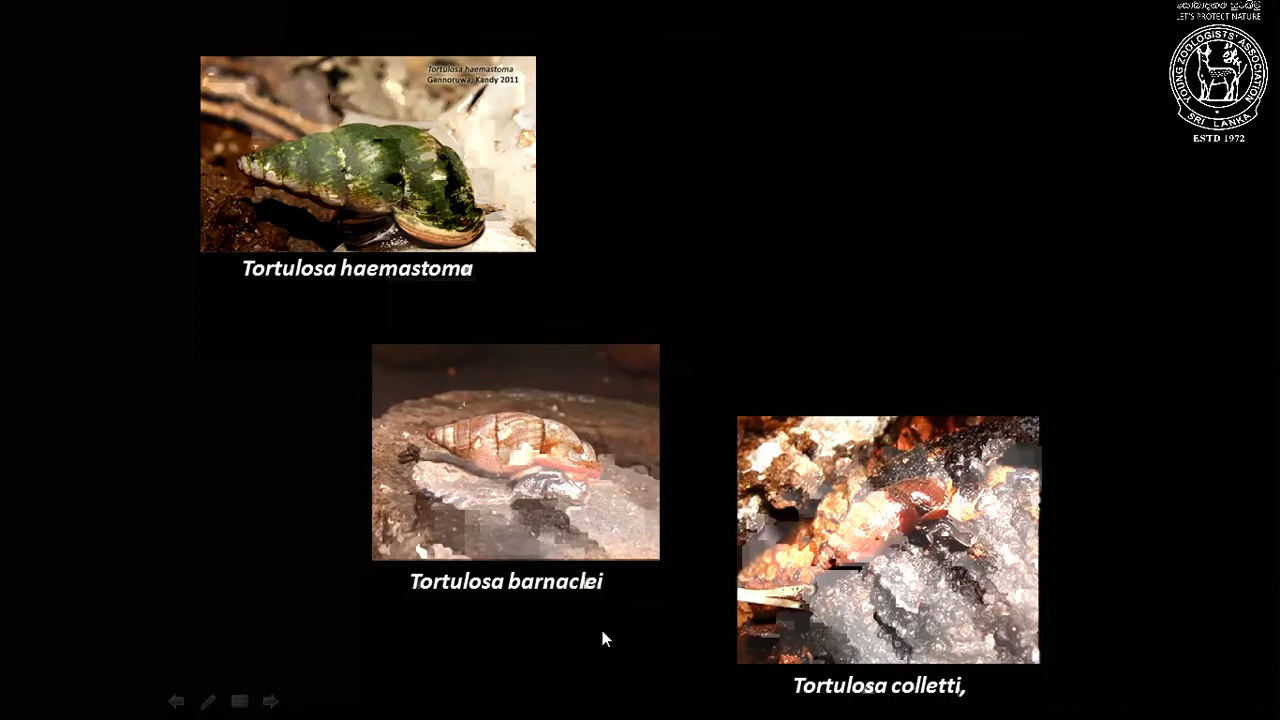 LET'S PROTECT NATURE
YOUNG ZOOLOGISTS' ASSOCIATION
SRI LANKA
ESTD 1972
Tortulosa haemastoma
Gannoruwa, Kandy 2011
Tortulosa haemastoma
Tortulosa barnaclei
Tortulosa colletti,